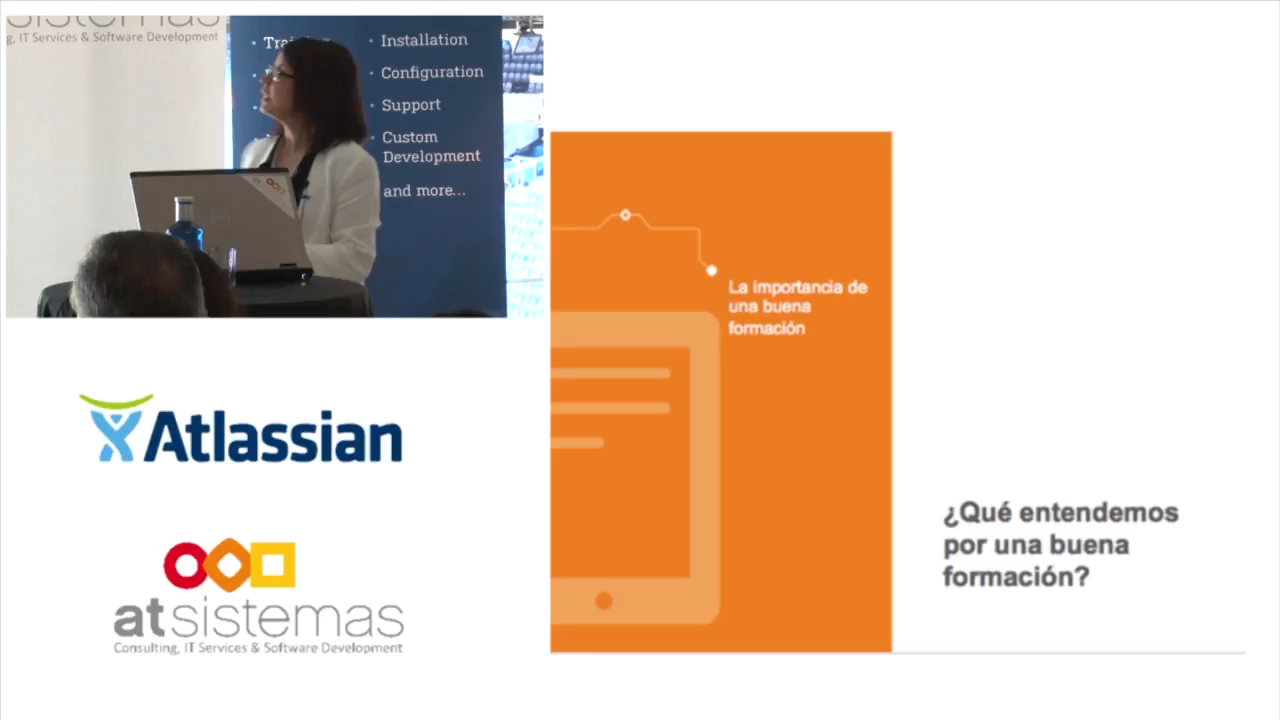 sistemas
g, IT Services & Software Development
Installation
Configuration
Support
Custom
Development
and more...
La importancia de
una buena
formación
¿Qué entendemos
por una buena
formación?
Atlassian
atsistemas
Consulting, IT Services & Software Development